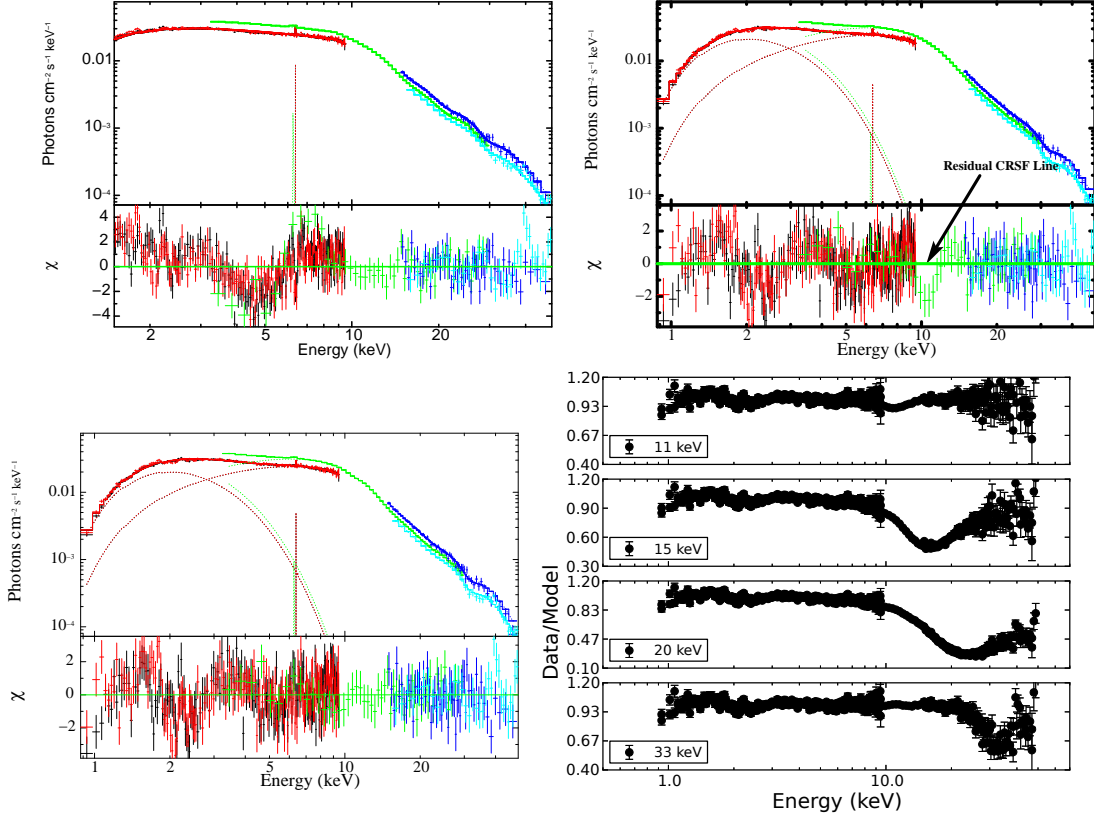 Photons cm⁻² s⁻¹ keV⁻¹
0.01
10⁻³
10⁻⁴
χ
4
2
0
−2
−4
2 5 10 20
Energy (keV)
Photons cm⁻² s⁻¹ keV⁻¹
0.01
10⁻³
10⁻⁴
Residual CRSF Line
χ
2
0
−2
1 2 5 10 20
Energy (keV)
Photons cm⁻² s⁻¹ keV⁻¹
0.01
10⁻³
10⁻⁴
χ
2
0
−2
1 2 5 10 20
Energy (keV)
Data/Model
1.20
0.93
0.67
0.40
11 keV
1.20
0.90
0.60
0.30
15 keV
1.20
0.83
0.47
0.10
20 keV
1.20
0.93
0.67
0.40
33 keV
1.0 10.0
Energy (keV)